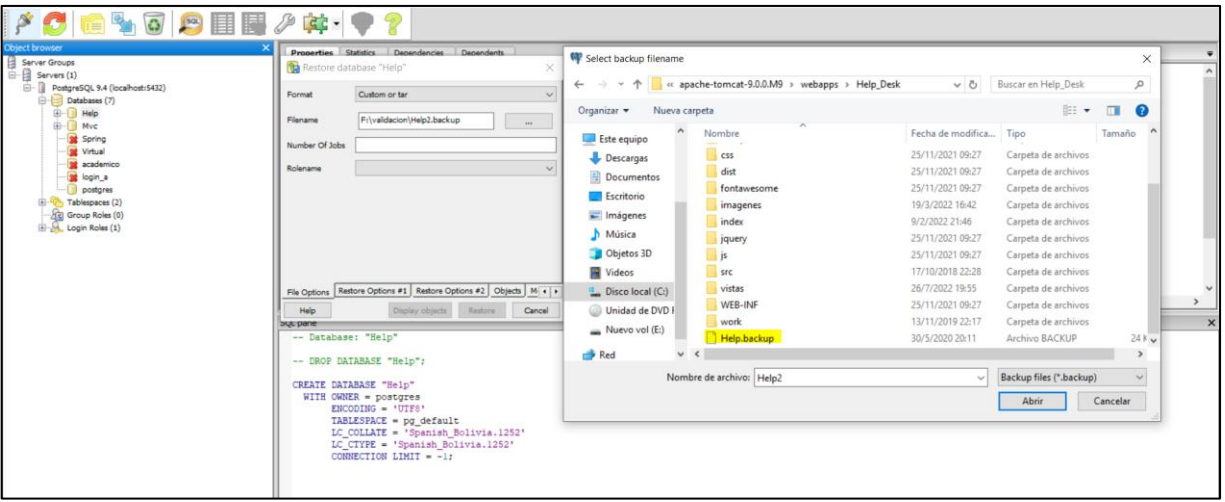 SQL
Object browser
Server Groups
Servers (1)
PostgreSQL 9.4 (localhost:5432)
Databases (7)
Help
Mvc
Spring
Virtual
academico
login_a
postgres
Tablespaces (2)
Group Roles (0)
Login Roles (1)
Properties Statistics Dependencies Dependents
Restore database "Help"
Format Custom or tar
Filename F:\validacion\Help2.backup ...
Number Of Jobs
Rolename
File Options Restore Options #1 Restore Options #2 Objects M
Help Display objects Restore Cancel
SQL pane
-- Database: "Help"
-- DROP DATABASE "Help";
CREATE DATABASE "Help"
WITH OWNER = postgres
ENCODING = 'UTF8'
TABLESPACE = pg_default
LC_COLLATE = 'Spanish_Bolivia.1252'
LC_CTYPE = 'Spanish_Bolivia.1252'
CONNECTION LIMIT = -1;
Select backup filename
« apache-tomcat-9.0.0.M9 > webapps > Help_Desk
Buscar en Help_Desk
Organizar Nueva carpeta
Este equipo
Descargas
Documentos
Escritorio
Imágenes
Música
Objetos 3D
Videos
Disco local (C:)
Unidad de DVD
Nuevo vol (E:)
Red
Nombre Fecha de modifica... Tipo Tamaño
css 25/11/2021 09:27 Carpeta de archivos
dist 25/11/2021 09:27 Carpeta de archivos
fontawesome 25/11/2021 09:27 Carpeta de archivos
imagenes 19/3/2022 16:42 Carpeta de archivos
index 9/2/2022 21:46 Carpeta de archivos
jquery 25/11/2021 09:27 Carpeta de archivos
js 25/11/2021 09:27 Carpeta de archivos
src 17/10/2018 22:28 Carpeta de archivos
vistas 26/7/2022 19:55 Carpeta de archivos
WEB-INF 25/11/2021 09:27 Carpeta de archivos
work 13/11/2019 22:17 Carpeta de archivos
Help.backup 30/5/2020 20:11 Archivo BACKUP 24
Nombre de archivo: Help2 Backup files (*.backup)
Abrir Cancelar